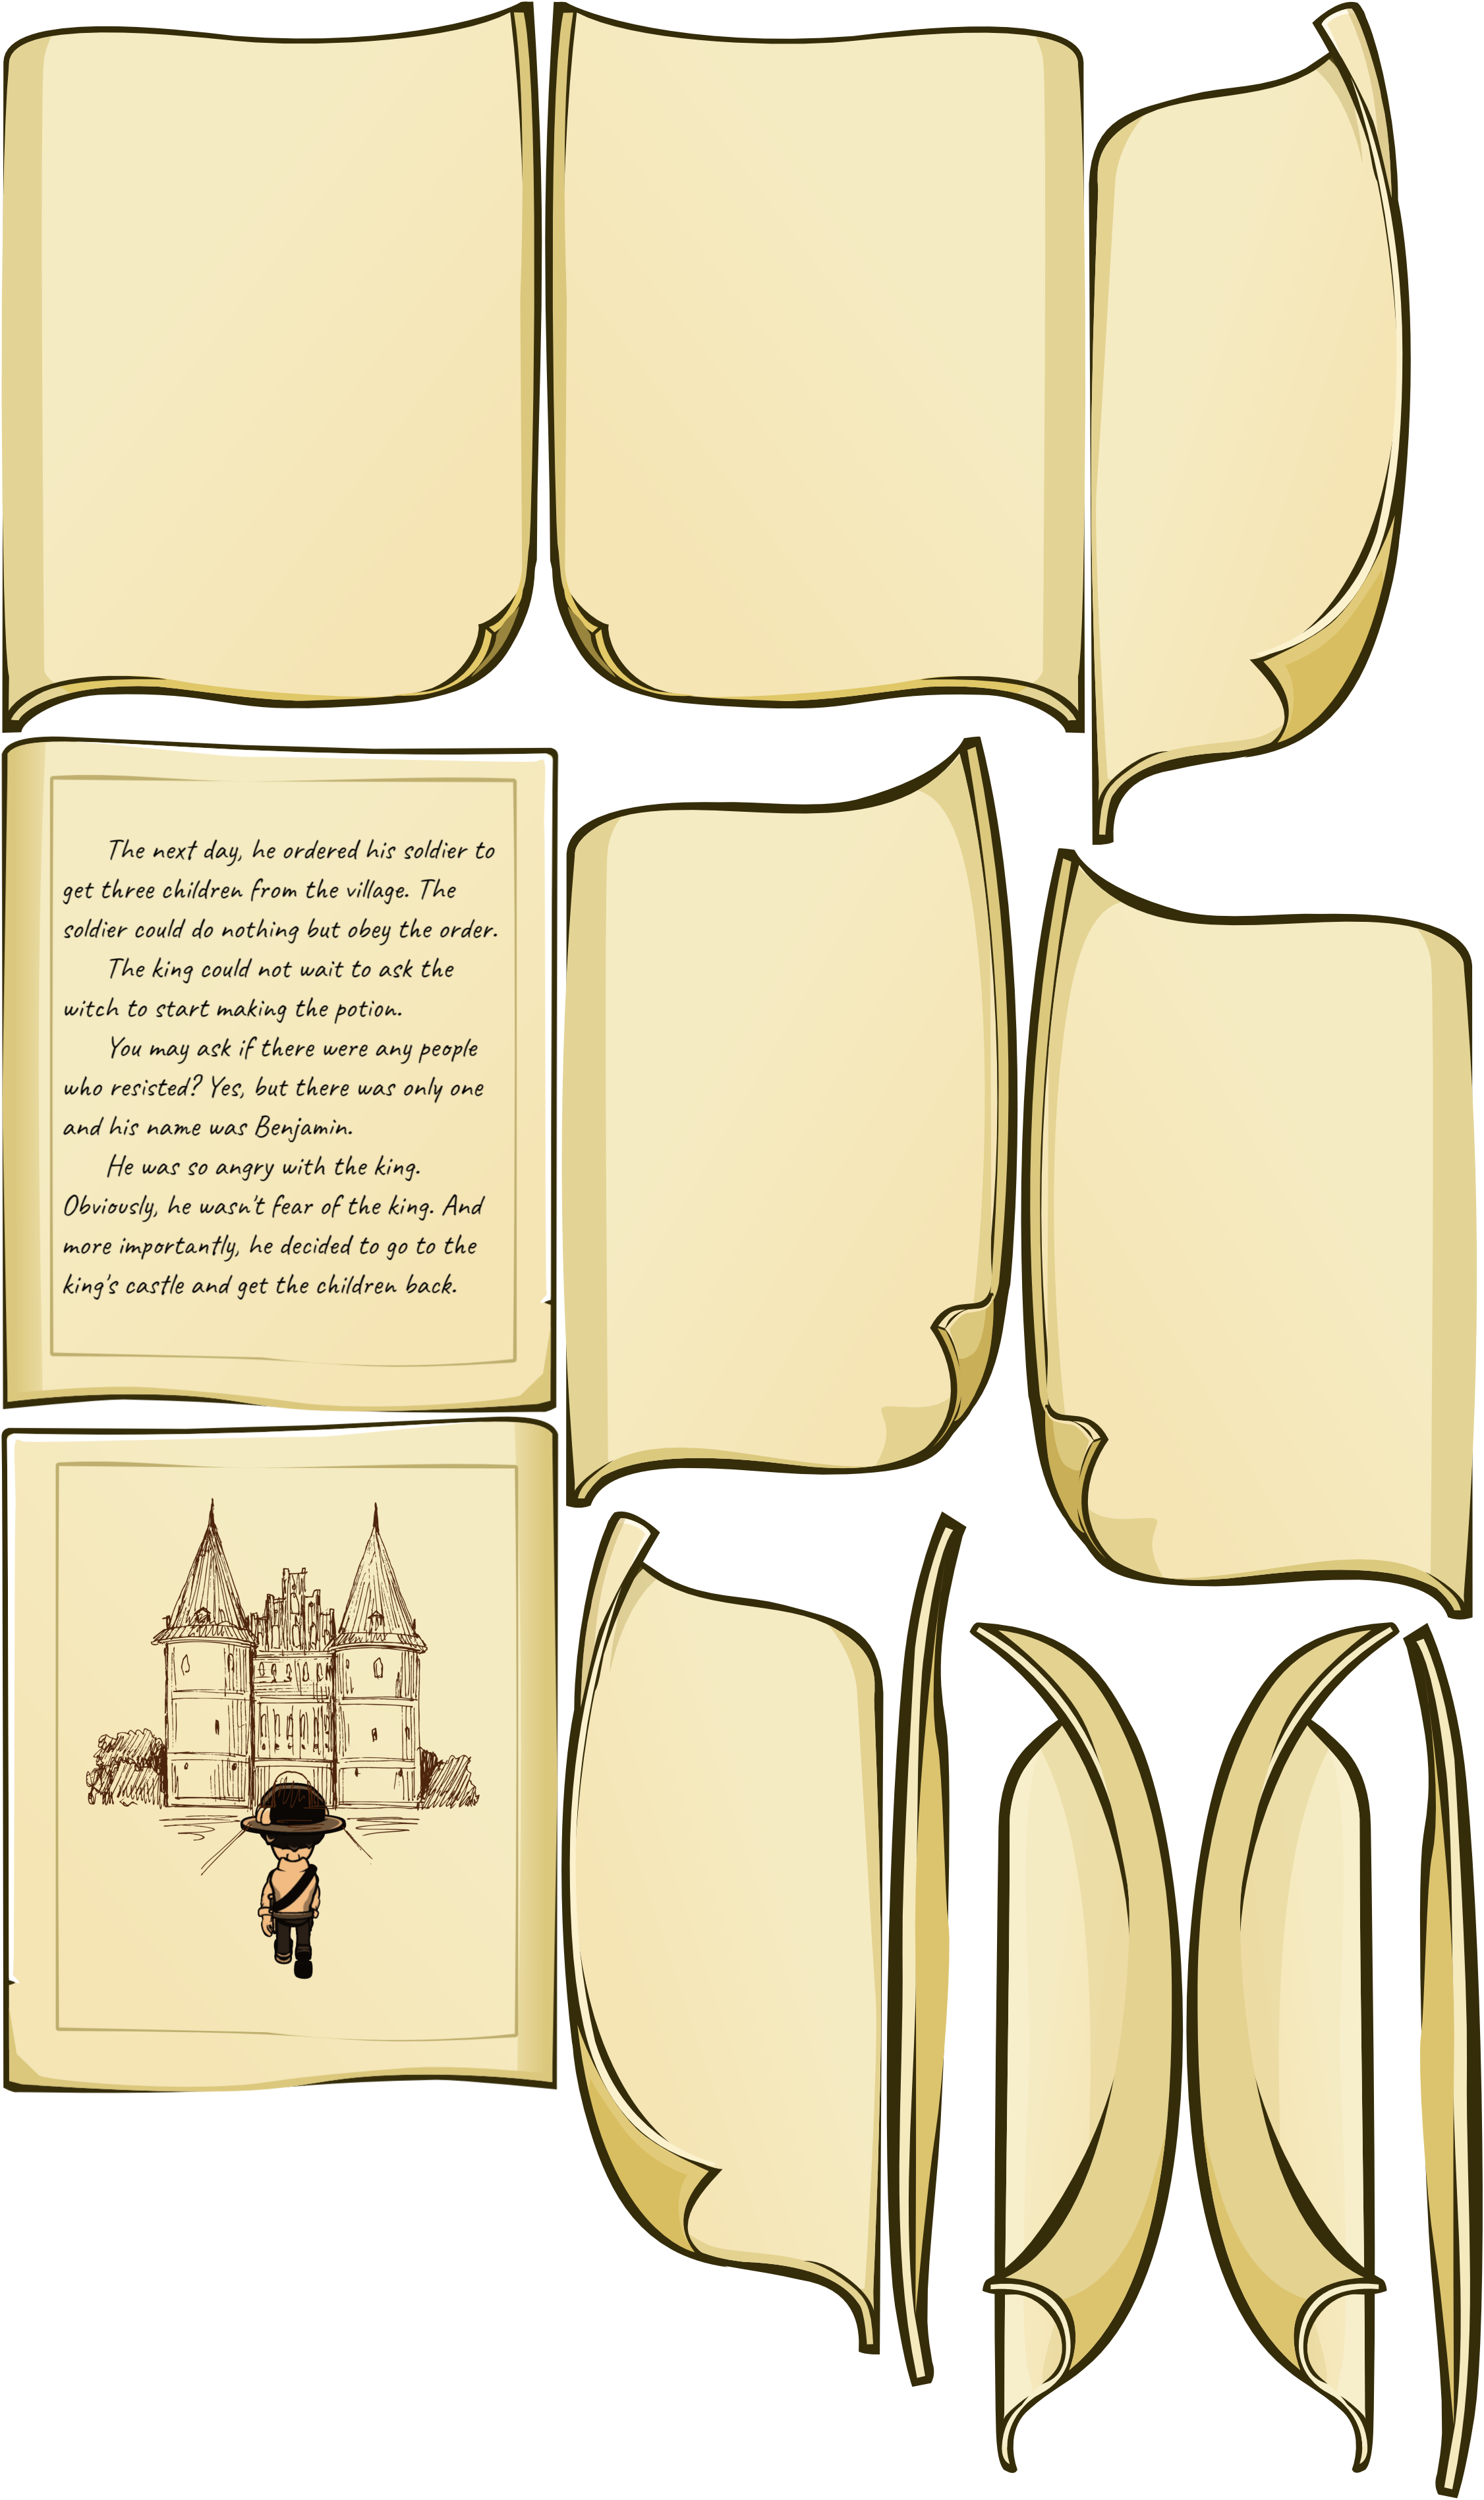 The next day, he ordered his soldier to
get three children from the village. The
soldier could do nothing but obey the order.
The king could not wait to ask the
witch to start making the potion.
You may ask if there were any people
who resisted? Yes, but there was only one
and his name was Benjamin.
He was so angry with the king.
Obviously, he wasn't fear of the king. And
more importantly, he decided to go to the
king's castle and get the children back.